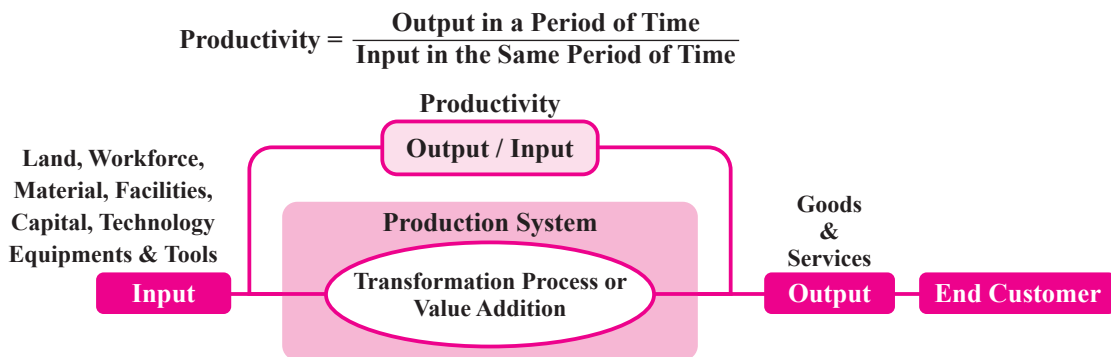 Productivity = Output in a Period of Time / Input in the Same Period of Time
Productivity
Output / Input
Land, Workforce,
Material, Facilities,
Capital, Technology
Equipments & Tools
Input
Production System
Transformation Process or
Value Addition
Goods
&
Services
Output
End Customer